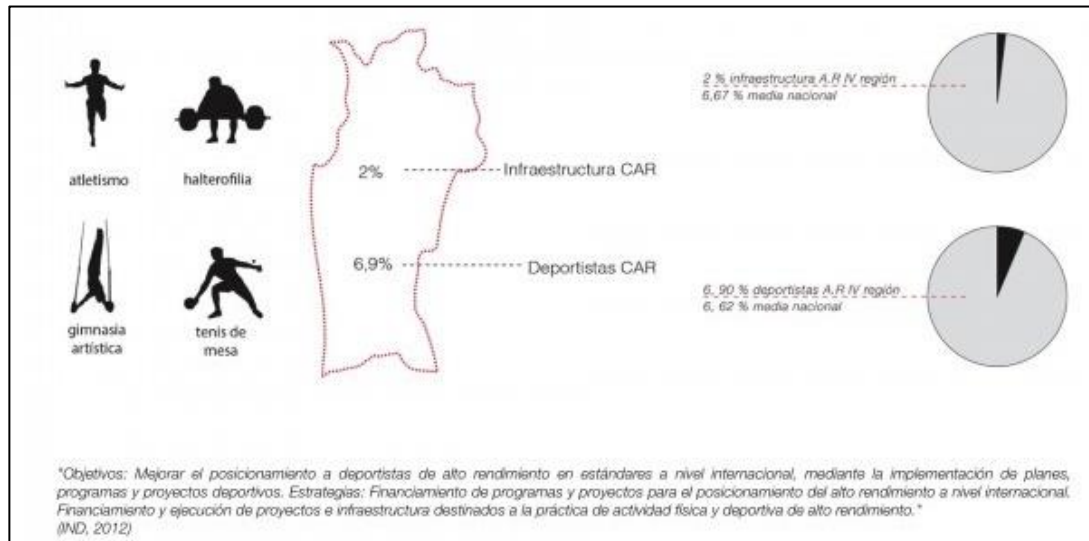 atletismo
halterofilia
gimnasia
artística
tenis de
mesa
2%
Infraestructura CAR
6,9%
Deportistas CAR
2 % infraestructura A.R IV región
6,67 % media nacional
6, 90 % deportistas A.R IV región
6, 62 % media nacional
"Objetivos: Mejorar el posicionamiento a deportistas de alto rendimiento en estándares a nivel internacional, mediante la implementación de planes,
programas y proyectos deportivos. Estrategias: Financiamiento de programas y proyectos para el posicionamiento del alto rendimiento a nivel internacional.
Financiamiento y ejecución de proyectos e infraestructura destinados a la práctica de actividad física y deportiva de alto rendimiento."
(IND, 2012)